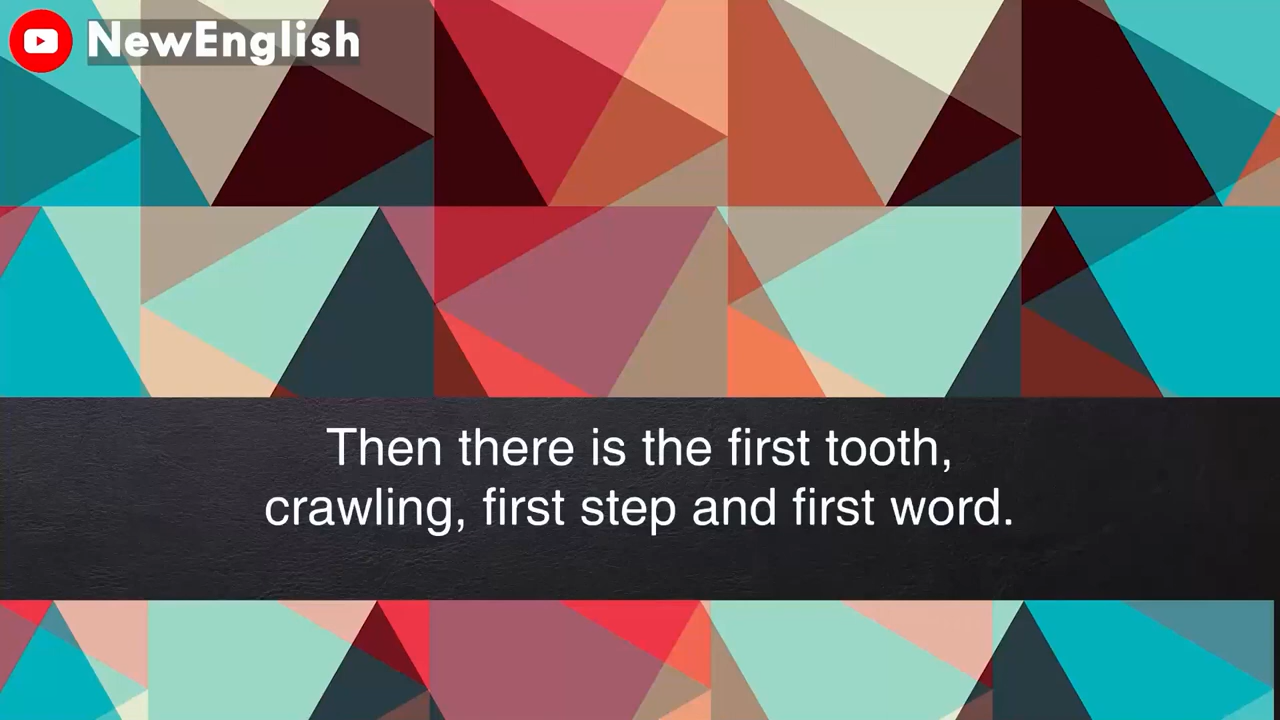 NewEnglish
Then there is the first tooth,
crawling, first step and first word.